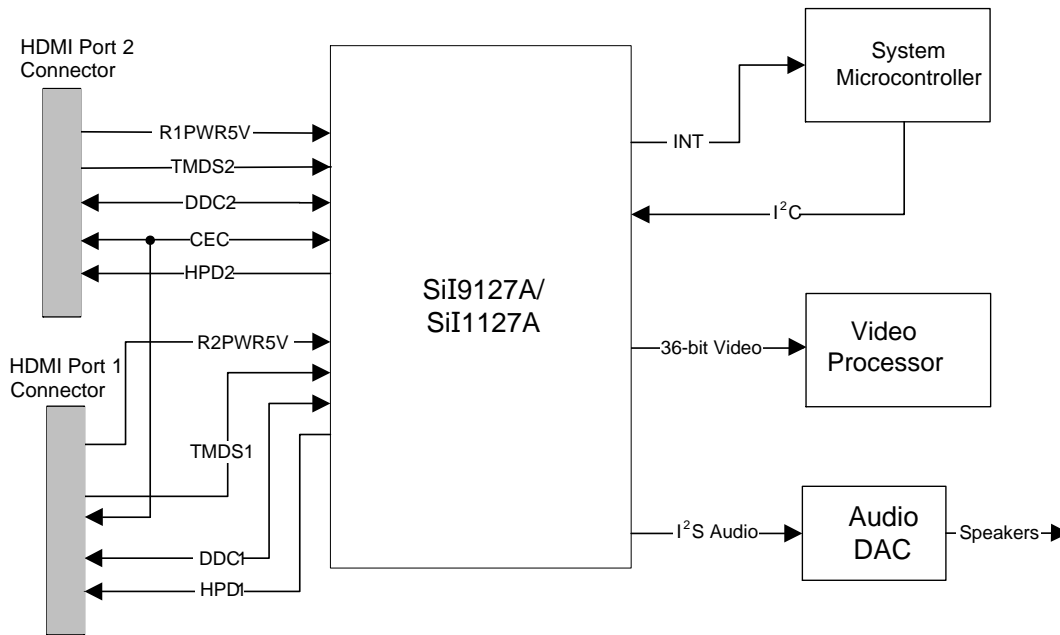 HDMI Port 2
Connector
R1PWR5V
TMDS2
DDC2
CEC
HPD2
HDMI Port 1
Connector
R2PWR5V
TMDS1
DDC1
HPD1
SiI9127A/
SiI1127A
INT
I²C
System
Microcontroller
36-bit Video
Video
Processor
I²S Audio
Audio
DAC
Speakers